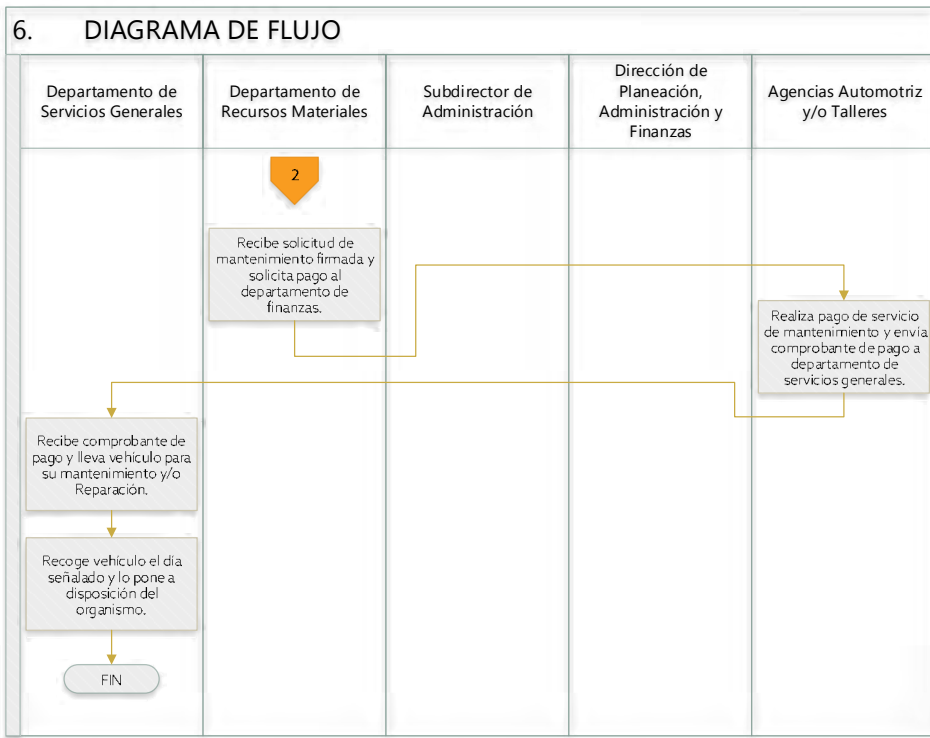 6. DIAGRAMA DE FLUJO
Departamento de
Servicios Generales
Departamento de
Recursos Materiales
Subdirector de
Administración
Dirección de
Planeación,
Administración y
Finanzas
Agencias Automotriz
y/o Talleres
2
Recibe solicitud de
mantenimiento firmada y
solicita pago al
departamento de
finanzas.
Realiza pago de servicio
de mantenimiento y envía
comprobante de pago a
departamento de
servicios generales.
Recibe comprobante de
pago y lleva vehículo para
su mantenimiento y/o
Reparación.
Recoge vehículo el día
señalado y lo pone a
disposición del
organismo.
FIN